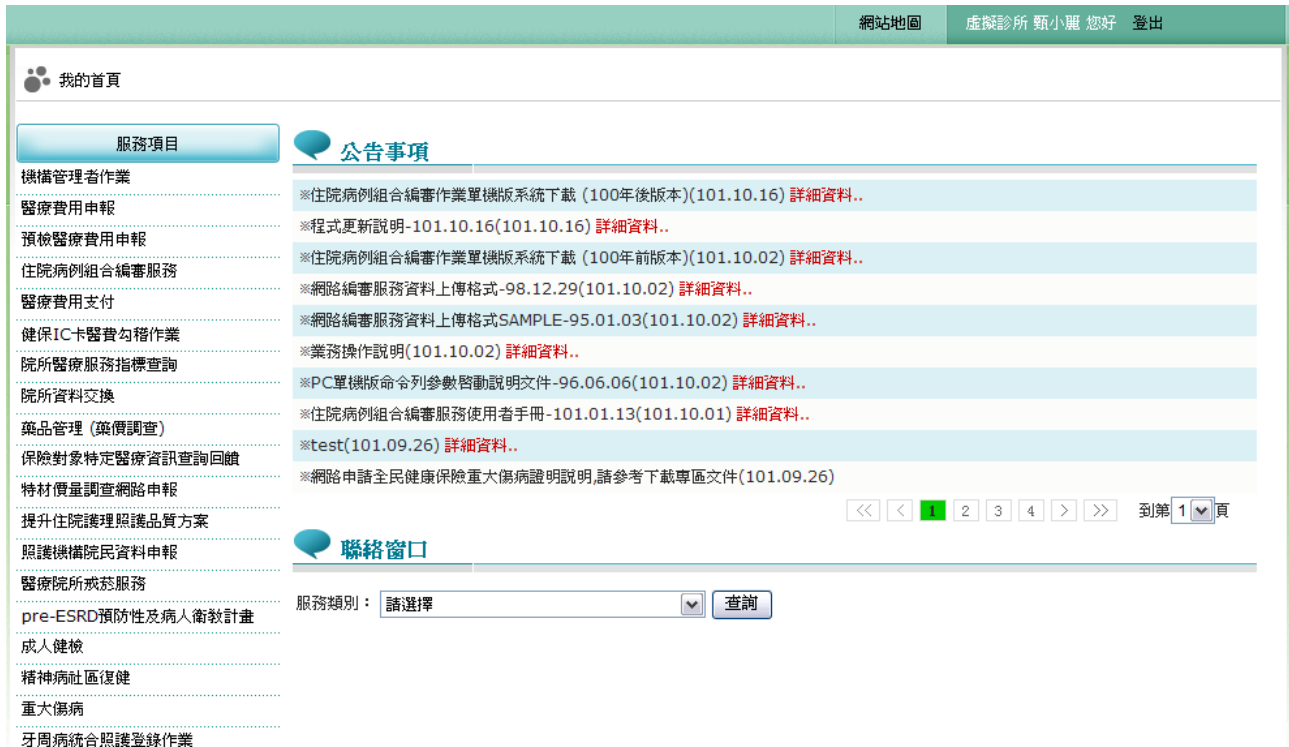 網站地圖 虛擬診所 甄小麗 您好 登出
我的首頁
服務項目
機構管理者作業
醫療費用申報
預檢醫療費用申報
住院病例組合編審服務
醫療費用支付
健保IC卡醫費勾稽作業
院所醫療服務指標查詢
院所資料交換
藥品管理 (藥價調查)
保險對象特定醫療資訊查詢回饋
特材價量調查網路申報
提升住院護理照護品質方案
照護機構院民資料申報
醫療院所戒菸服務
pre-ESRD預防性及病人衛教計畫
成人健檢
精神病社區復健
重大傷病
牙周病統合照護登錄作業
公告事項
※住院病例組合編審作業單機版系統下載 (100年後版本)(101.10.16) 詳細資料..
※程式更新說明-101.10.16(101.10.16) 詳細資料..
※住院病例組合編審作業單機版系統下載 (100年前版本)(101.10.02) 詳細資料..
※網路編審服務資料上傳格式-98.12.29(101.10.02) 詳細資料..
※網路編審服務資料上傳格式SAMPLE-95.01.03(101.10.02) 詳細資料..
※業務操作說明(101.10.02) 詳細資料..
※PC單機版命令列參數啟動說明文件-96.06.06(101.10.02) 詳細資料..
※住院病例組合編審服務使用者手冊-101.01.13(101.10.01) 詳細資料..
※test(101.09.26) 詳細資料..
※網路申請全民健康保險重大傷病證明說明,請參考下載專區文件(101.09.26)
<< < 1 2 3 4 > >> 到第 1 頁
聯絡窗口
服務類別： 請選擇 查詢